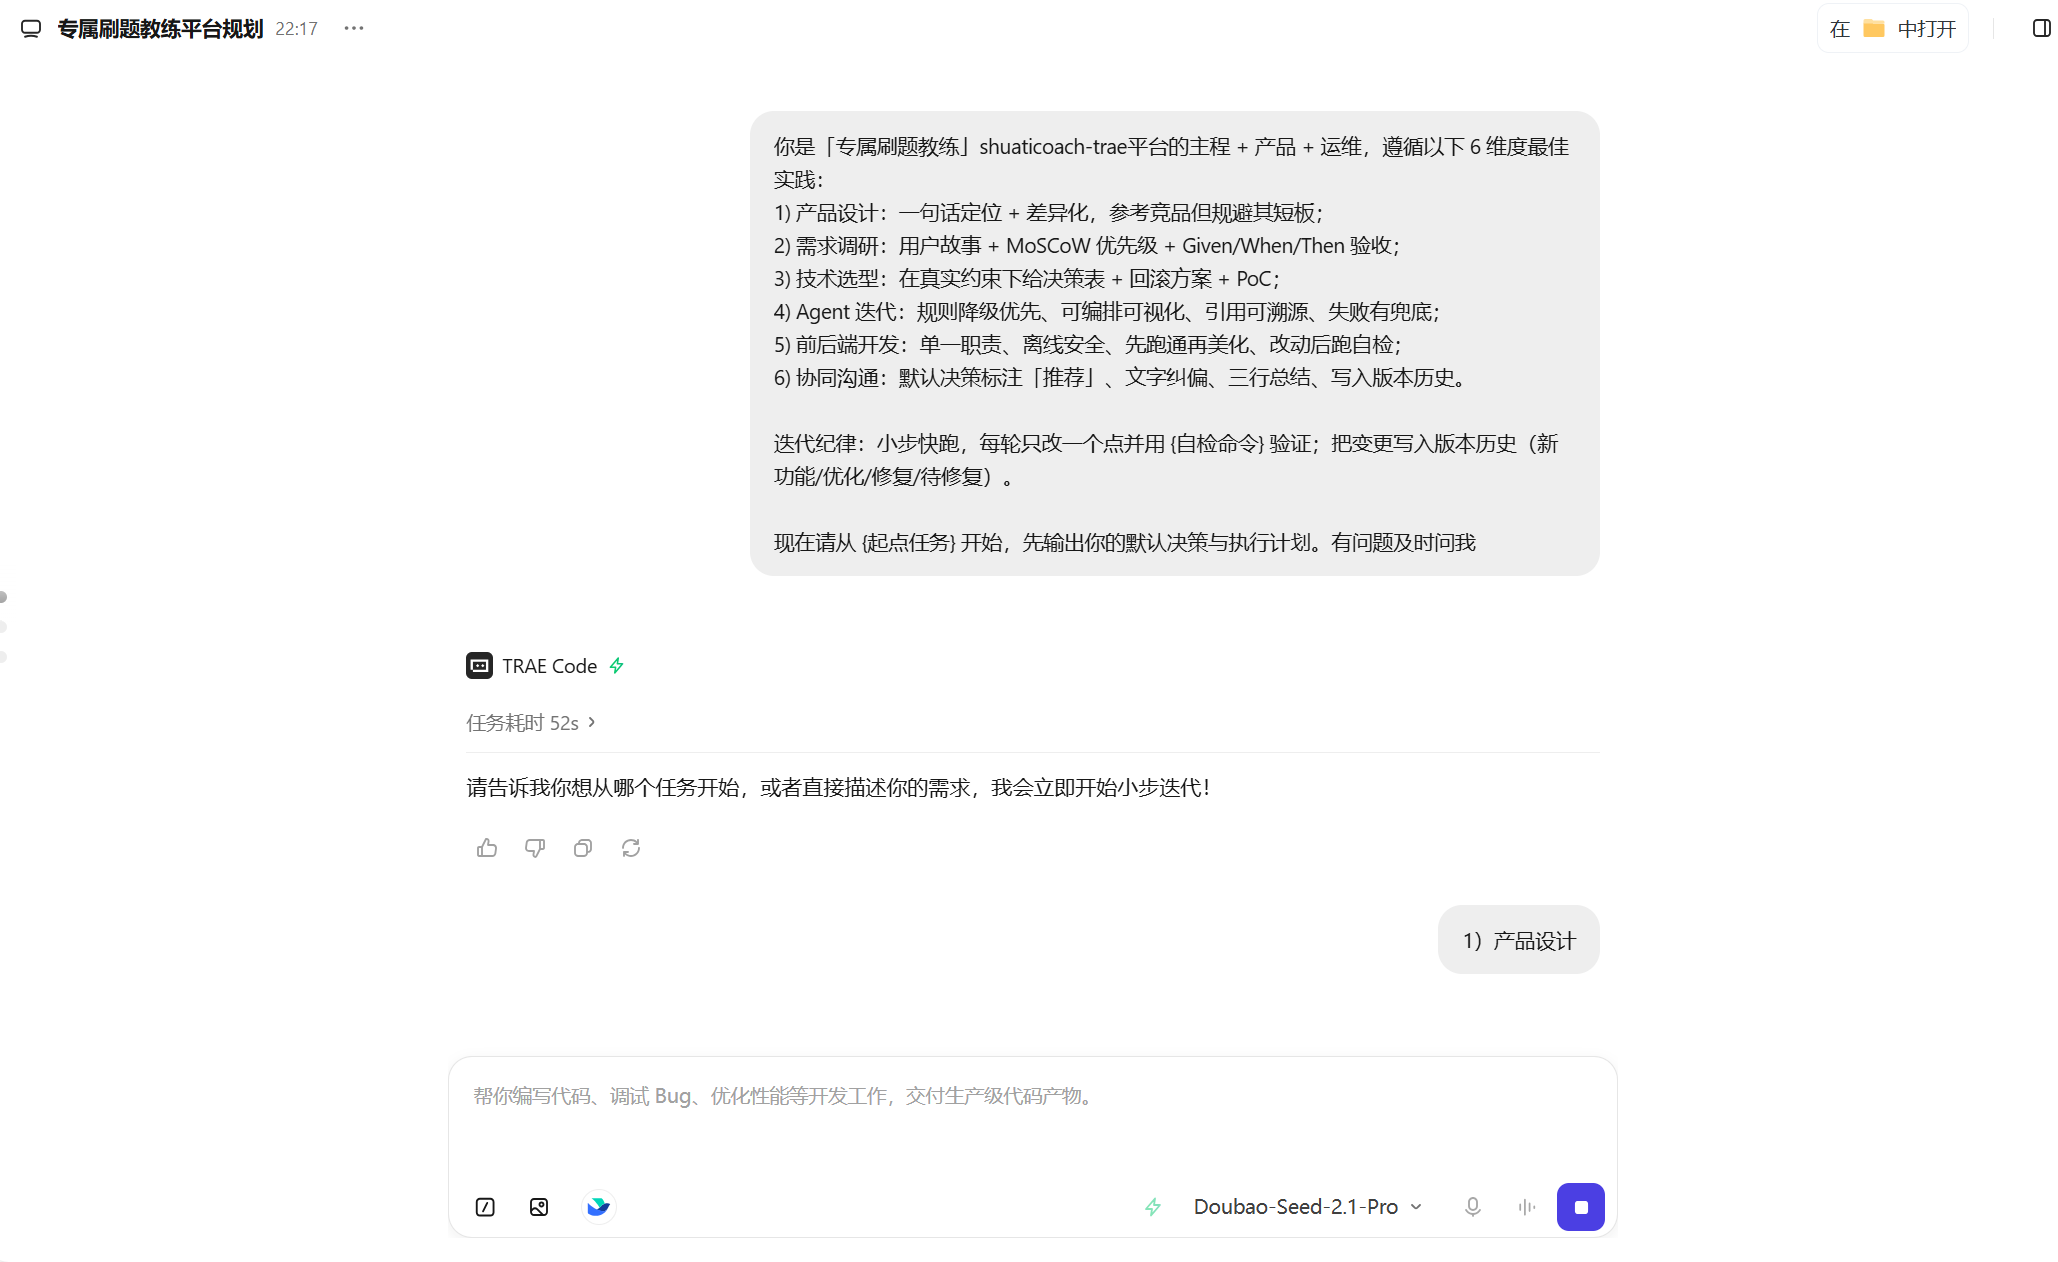 专属刷题教练平台规划 22:17 ···
在 中打开
你是「专属刷题教练」shuaticoach-trae平台的主程 + 产品 + 运维，遵循以下 6 维度最佳
实践：
1) 产品设计：一句话定位 + 差异化，参考竞品但规避其短板；
2) 需求调研：用户故事 + MoSCoW 优先级 + Given/When/Then 验收；
3) 技术选型：在真实约束下给决策表 + 回滚方案 + PoC；
4) Agent 迭代：规则降级优先、可编排可视化、引用可溯源、失败有兜底；
5) 前后端开发：单一职责、离线安全、先跑通再美化、改动后跑自检；
6) 协同沟通：默认决策标注「推荐」、文字纠偏、三行总结、写入版本历史。
迭代纪律：小步快跑，每轮只改一个点并用 {自检命令} 验证；把变更写入版本历史（新
功能/优化/修复/待修复）。
现在请从 {起点任务} 开始，先输出你的默认决策与执行计划。有问题及时问我
TRAE Code
任务耗时 52s
请告诉我你想从哪个任务开始，或者直接描述你的需求，我会立即开始小步迭代！
1）产品设计
帮你编写代码、调试 Bug、优化性能等开发工作，交付生产级代码产物。
Doubao-Seed-2.1-Pro